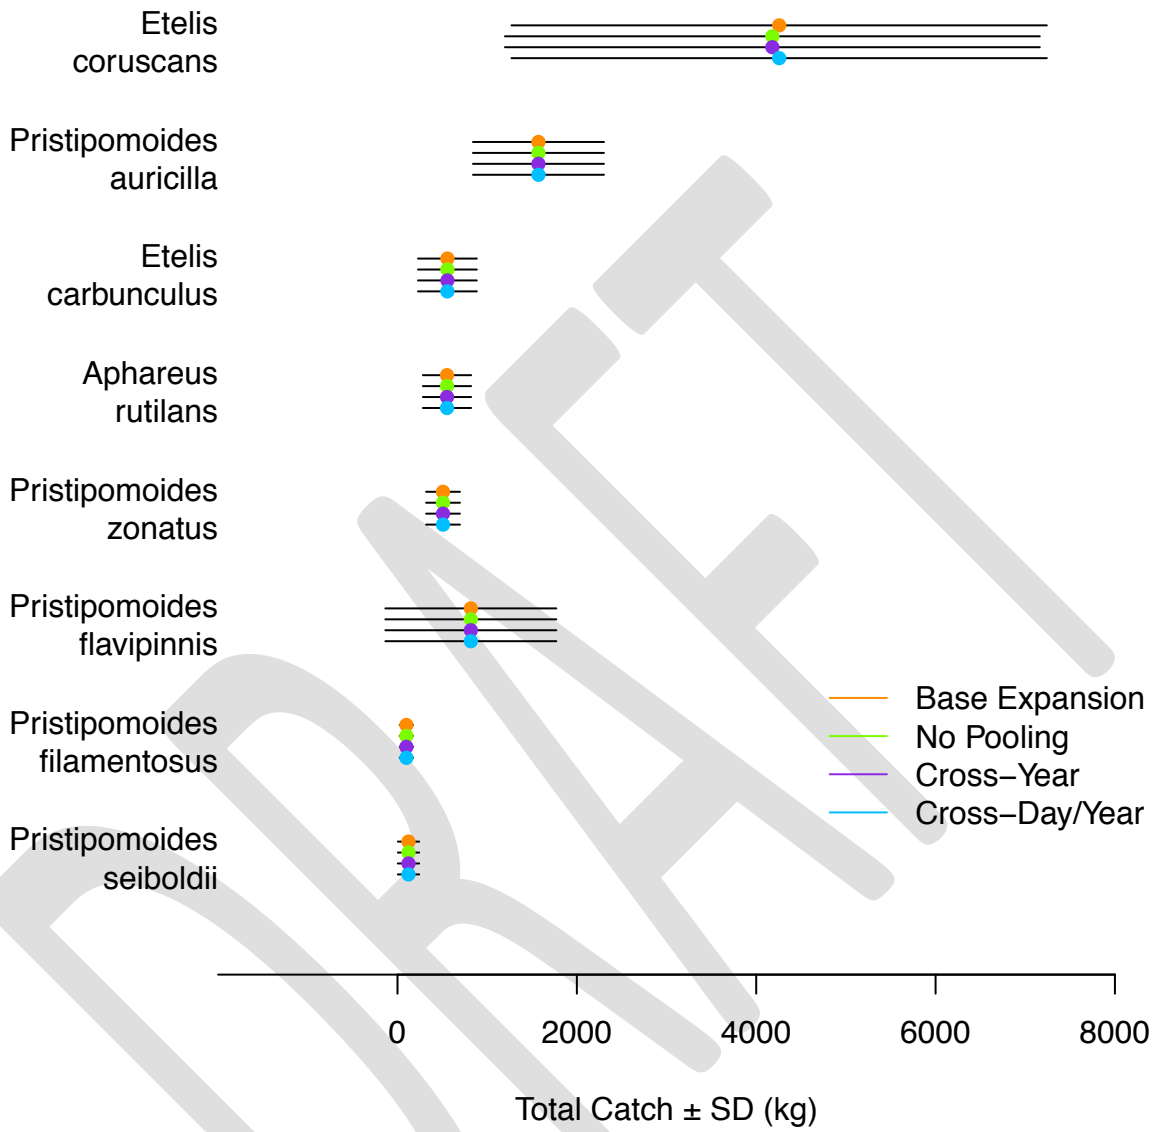 Etelis
coruscans
Pristipomoides
auricilla
Etelis
carbunculus
Aphareus
rutilans
Pristipomoides
zonatus
Pristipomoides
flavipinnis
Pristipomoides
filamentosus
Pristipomoides
seiboldii
Base Expansion
No Pooling
Cross−Year
Cross−Day/Year
0 2000 4000 6000 8000
Total Catch ± SD (kg)
DRAFT